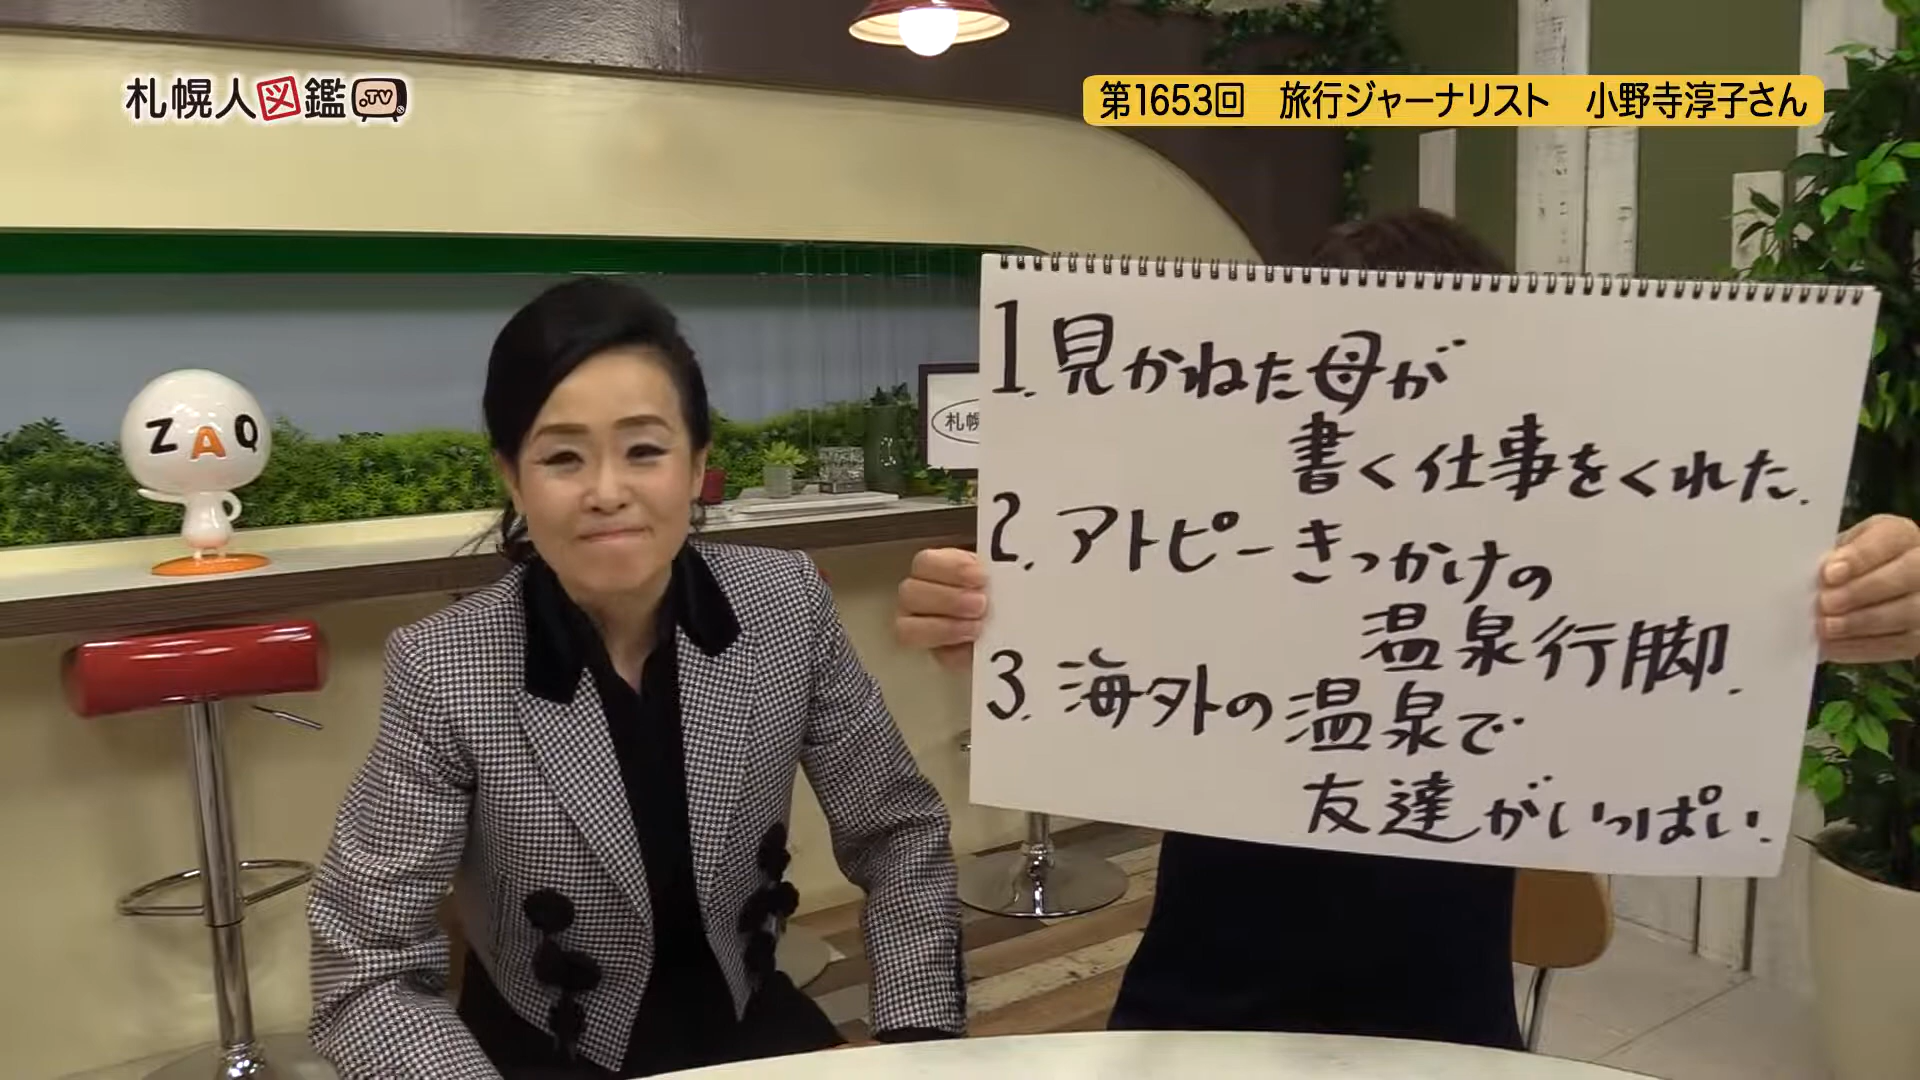 札幌人図鑑.TV
第1653回 旅行ジャーナリスト 小野寺淳子さん
ZAQ
札幌
1. 見かねた母が
書く仕事をくれた.
2. アトピーきっかけの
温泉行脚.
3. 海外の温泉で
友達がいっぱい.